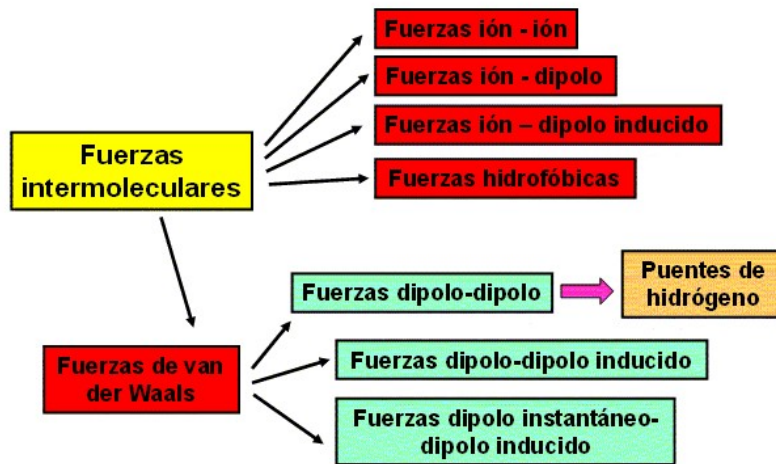 Fuerzas ión - ión
Fuerzas ión - dipolo
Fuerzas ión – dipolo inducido
Fuerzas hidrofóbicas
Fuerzas
intermoleculares
Fuerzas dipolo-dipolo
Puentes de
hidrógeno
Fuerzas de van
der Waals
Fuerzas dipolo-dipolo inducido
Fuerzas dipolo instantáneo-
dipolo inducido